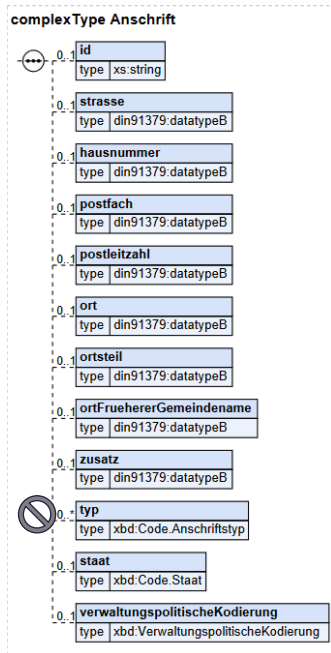 complexType Anschrift
0..1 id
type xs:string
0..1 strasse
type din91379:datatypeB
0..1 hausnummer
type din91379:datatypeB
0..1 postfach
type din91379:datatypeB
0..1 postleitzahl
type din91379:datatypeB
0..1 ort
type din91379:datatypeB
0..1 ortsteil
type din91379:datatypeB
0..1 ortFruehererGemeindename
type din91379:datatypeB
0..1 zusatz
type din91379:datatypeB
0..* typ
type xbd:Code.Anschriftstyp
0..1 staat
type xbd:Code.Staat
0..1 verwaltungspolitischeKodierung
type xbd:VerwaltungspolitischeKodierung